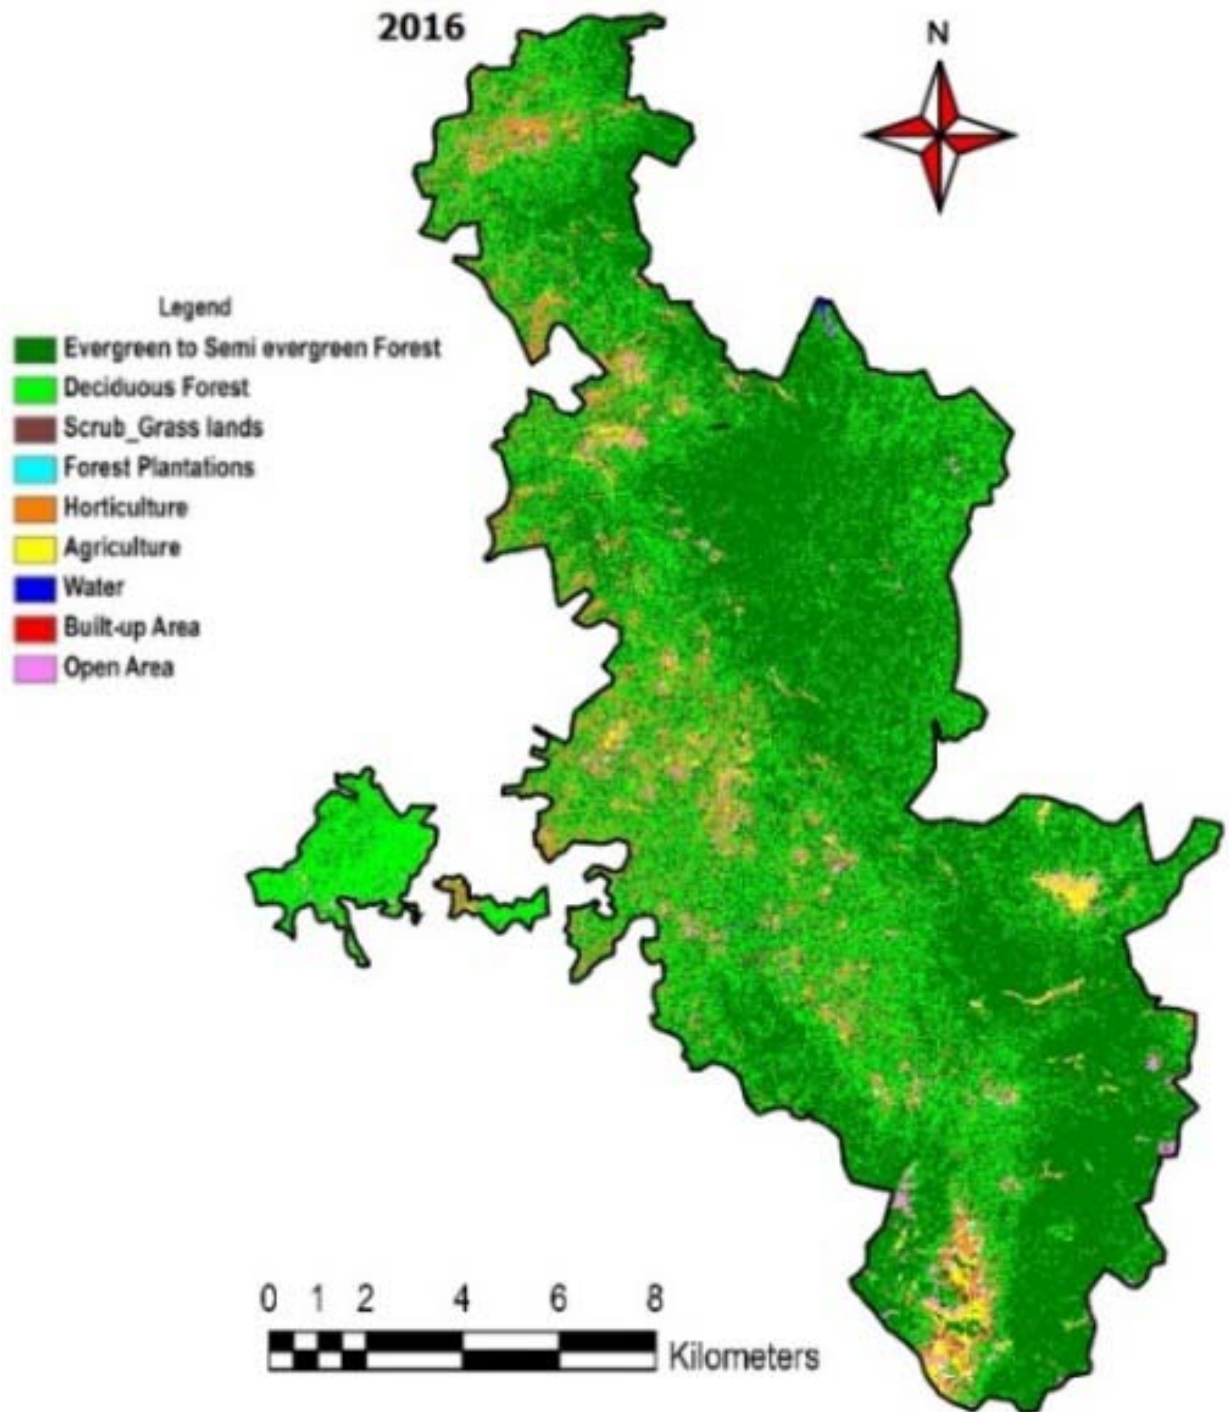 2016
N
Legend
Evergreen to Semi evergreen Forest
Deciduous Forest
Scrub_Grass lands
Forest Plantations
Horticulture
Agriculture
Water
Built-up Area
Open Area
0 1 2 4 6 8
Kilometers